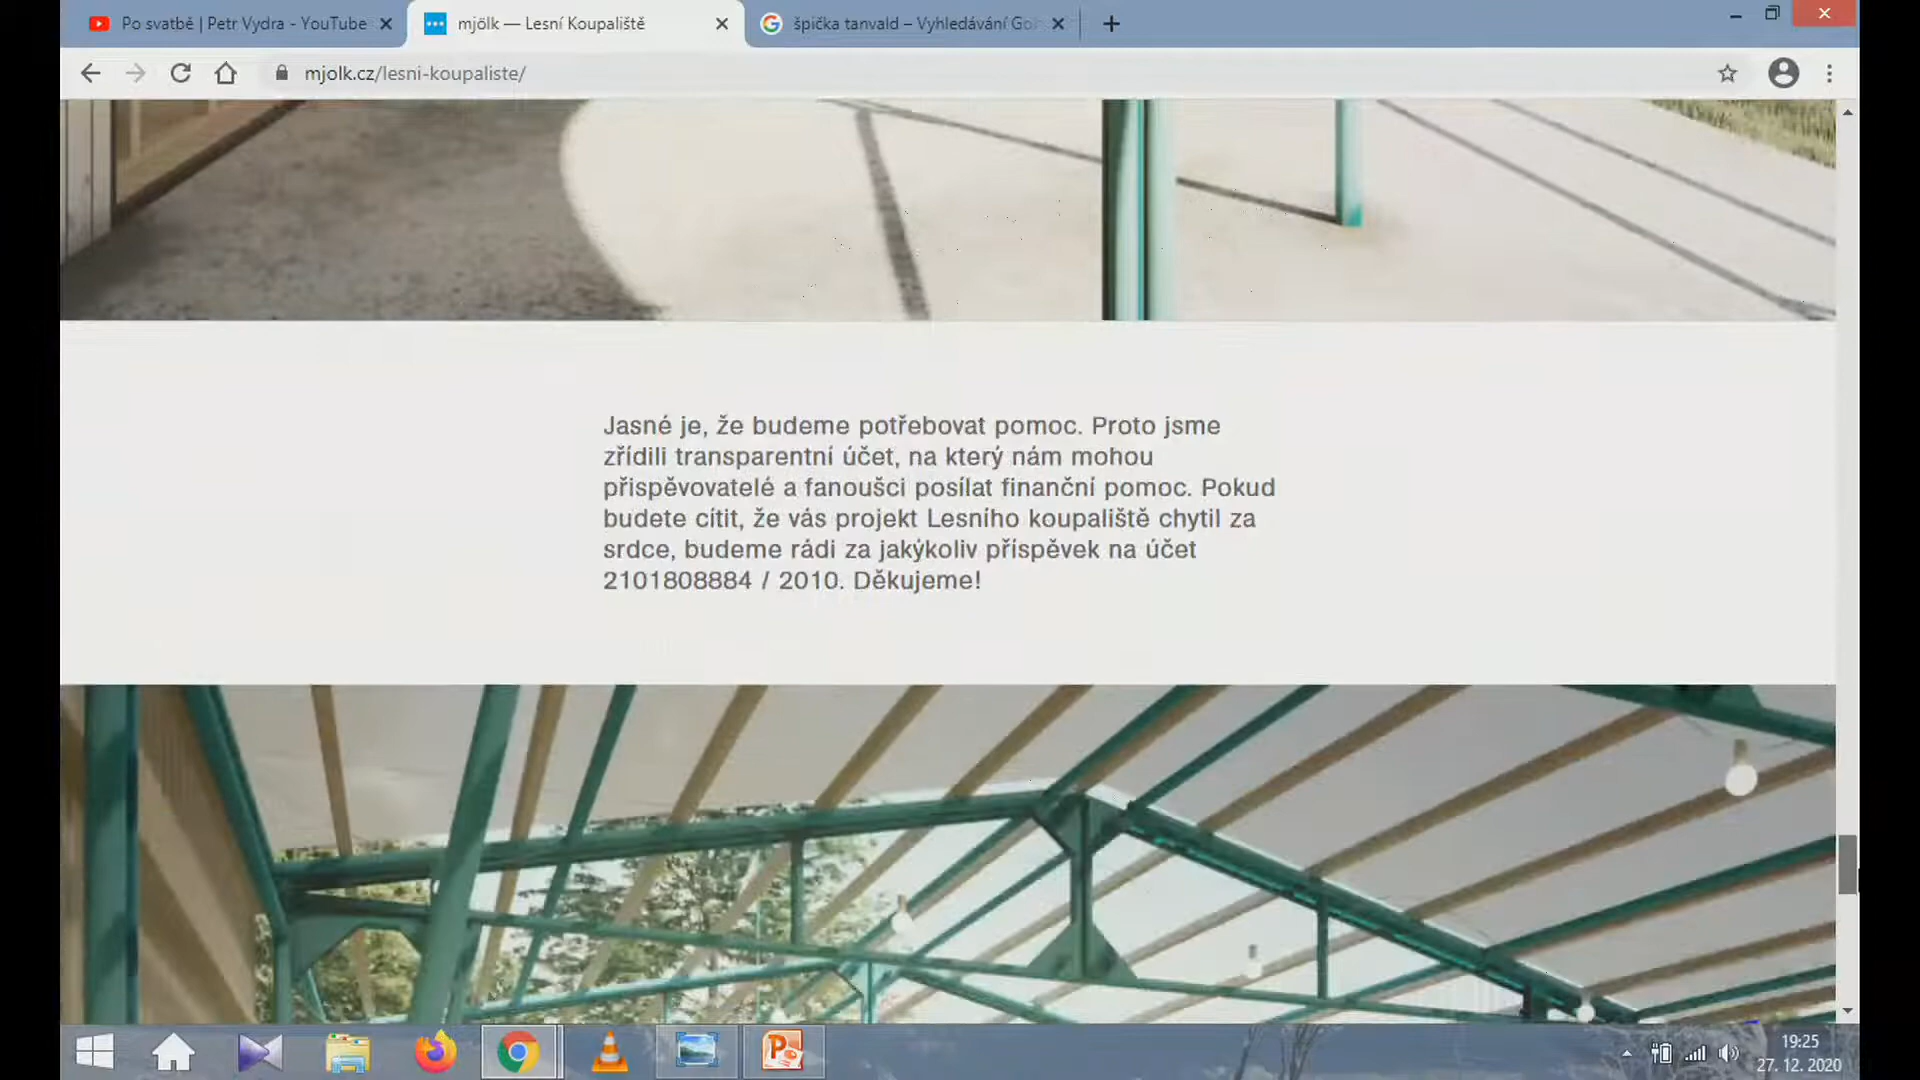 Po svatbě | Petr Vydra - YouTube
mjölk — Lesní Koupaliště
špička tanvald – Vyhledávání Goo
mjolk.cz/lesni-koupaliste/
Jasné je, že budeme potřebovat pomoc. Proto jsme
zřídili transparentní účet, na který nám mohou
přispěvovatelé a fanoušci posílat finanční pomoc. Pokud
budete cítit, že vás projekt Lesního koupaliště chytil za
srdce, budeme rádi za jakýkoliv příspěvek na účet
2101808884 / 2010. Děkujeme!
19:25
27. 12. 2020